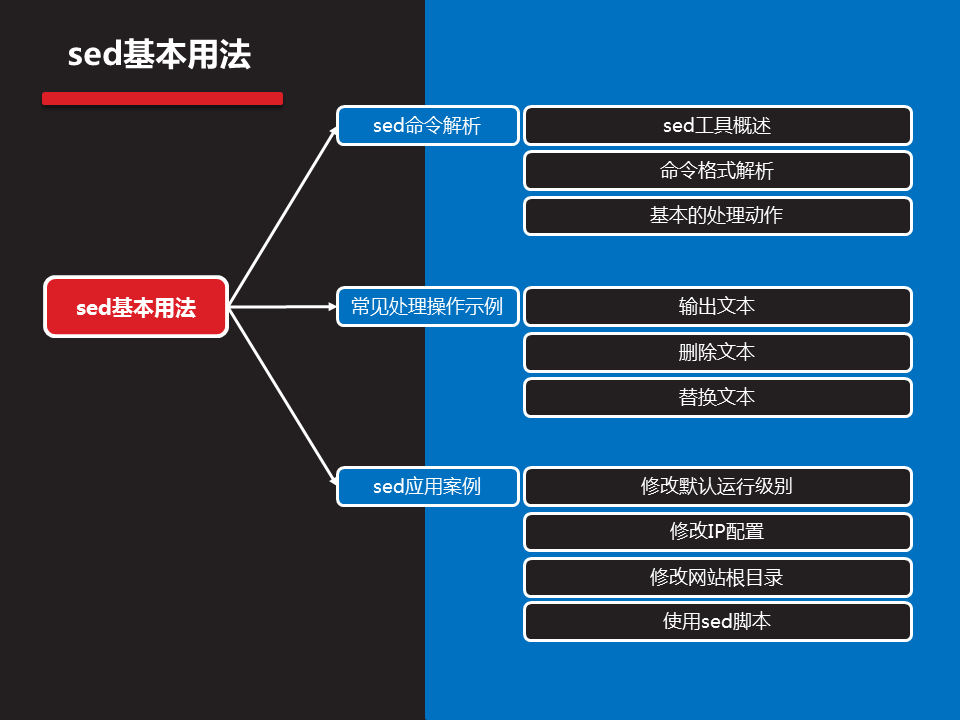 sed基本用法
sed命令解析
sed工具概述
命令格式解析
基本的处理动作
sed基本用法
常见处理操作示例
输出文本
删除文本
替换文本
sed应用案例
修改默认运行级别
修改IP配置
修改网站根目录
使用sed脚本